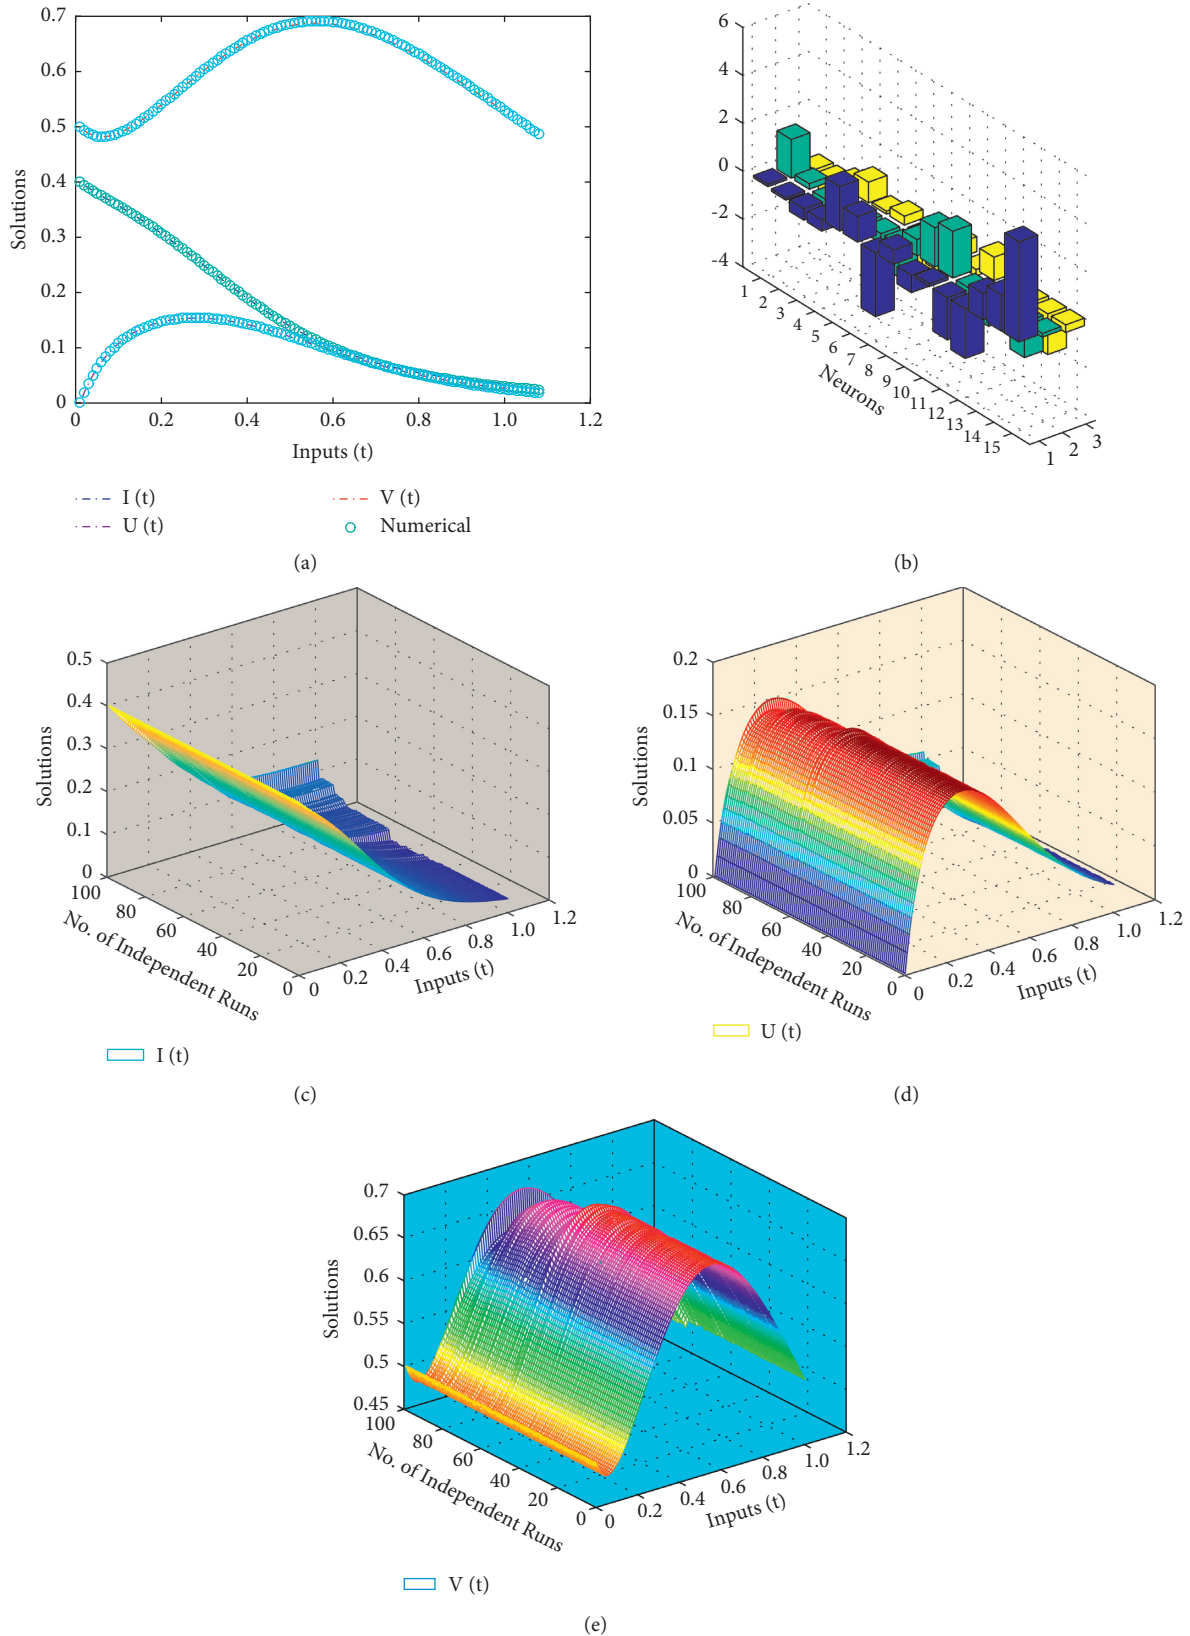 0.7
0.6
0.5
0.4
0.3
0.2
0.1
0
Solutions
0 0.2 0.4 0.6 0.8 1.0 1.2
Inputs (t)
I (t)
V (t)
U (t)
Numerical
(a)
6
4
2
0
-2
-4
1 2 3 4 5 6 7 8 9 10 11 12 13 14 15
Neurons
1 2 3
(b)
0.5
0.4
0.3
0.2
0.1
0
Solutions
100 80 60 40 20 0
No. of Independent Runs
0 0.2 0.4 0.6 0.8 1.0 1.2
Inputs (t)
I (t)
(c)
0.2
0.15
0.1
0.05
0
Solutions
100 80 60 40 20 0
No. of Independent Runs
0 0.2 0.4 0.6 0.8 1.0 1.2
Inputs (t)
U (t)
(d)
0.7
0.65
0.6
0.55
0.5
0.45
Solutions
100 80 60 40 20 0
No. of Independent Runs
0 0.2 0.4 0.6 0.8 1.0 1.2
Inputs (t)
V (t)
(e)